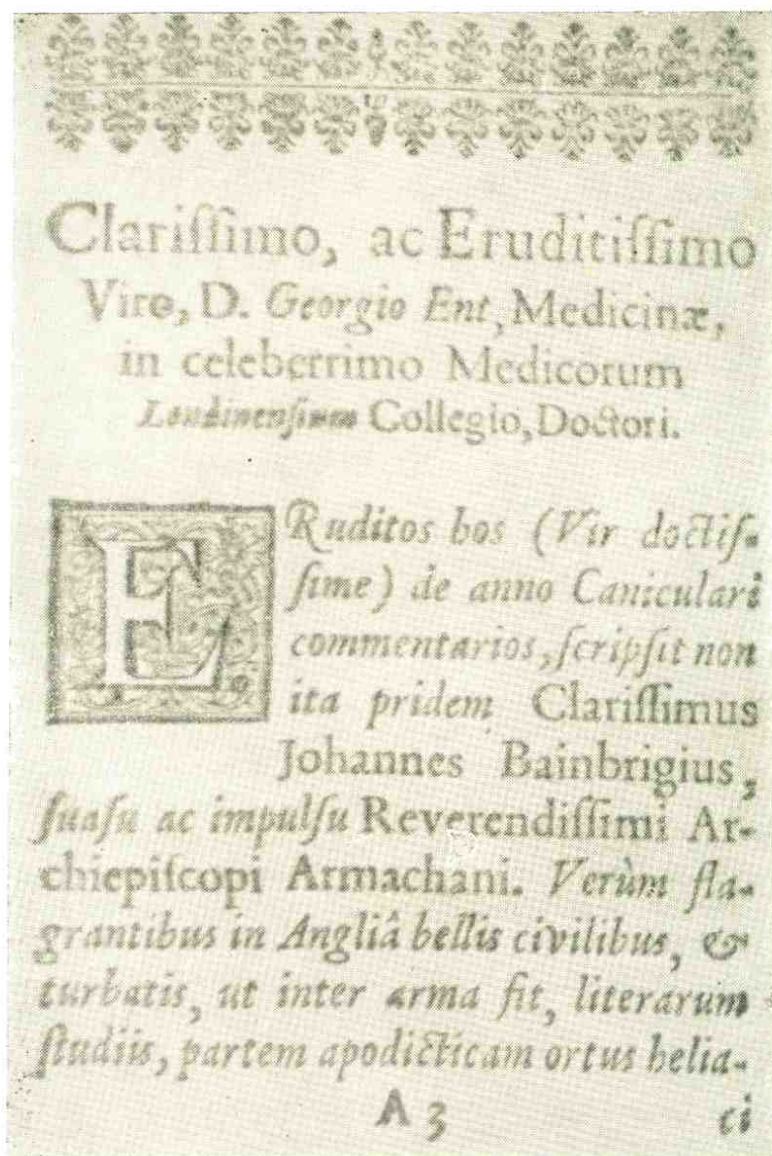 Clariſſimo, ac Eruditiſſimo
Viro, D. Georgio Ent, Medicinæ,
in celeberrimo Medicorum
Londinenſium Collegio, Doctori.
ERuditos hos (Vir doctiſ-
ſime) de anno Caniculari
commentarios, ſcripſit non
ita pridem Clariſſimus
Johannes Bainbrigius,
ſuaſu ac impulſu Reverendiſſimi Ar-
chiepiſcopi Armachani. Verùm fla-
grantibus in Angliâ bellis civilibus, &
turbatis, ut inter arma fit, literarum
ſtudiis, partem apodicticam ortus helia-
A 3 ci